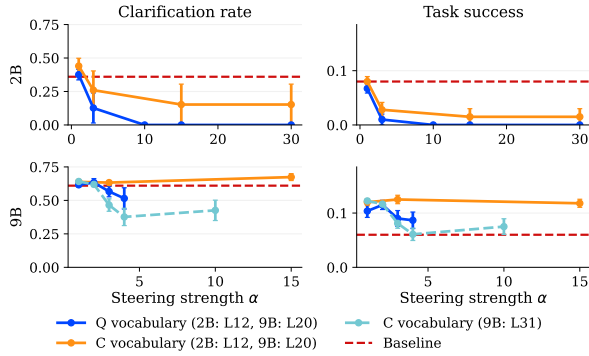 Clarification rate
Task success
2B
0.75
0.50
0.25
0.00
0 10 20 30
0.1
0.0
0 10 20 30
9B
0.75
0.50
0.25
0.00
5 10 15
0.1
0.0
5 10 15
Steering strength α
Steering strength α
Q vocabulary (2B: L12, 9B: L20)
C vocabulary (2B: L12, 9B: L20)
C vocabulary (9B: L31)
Baseline